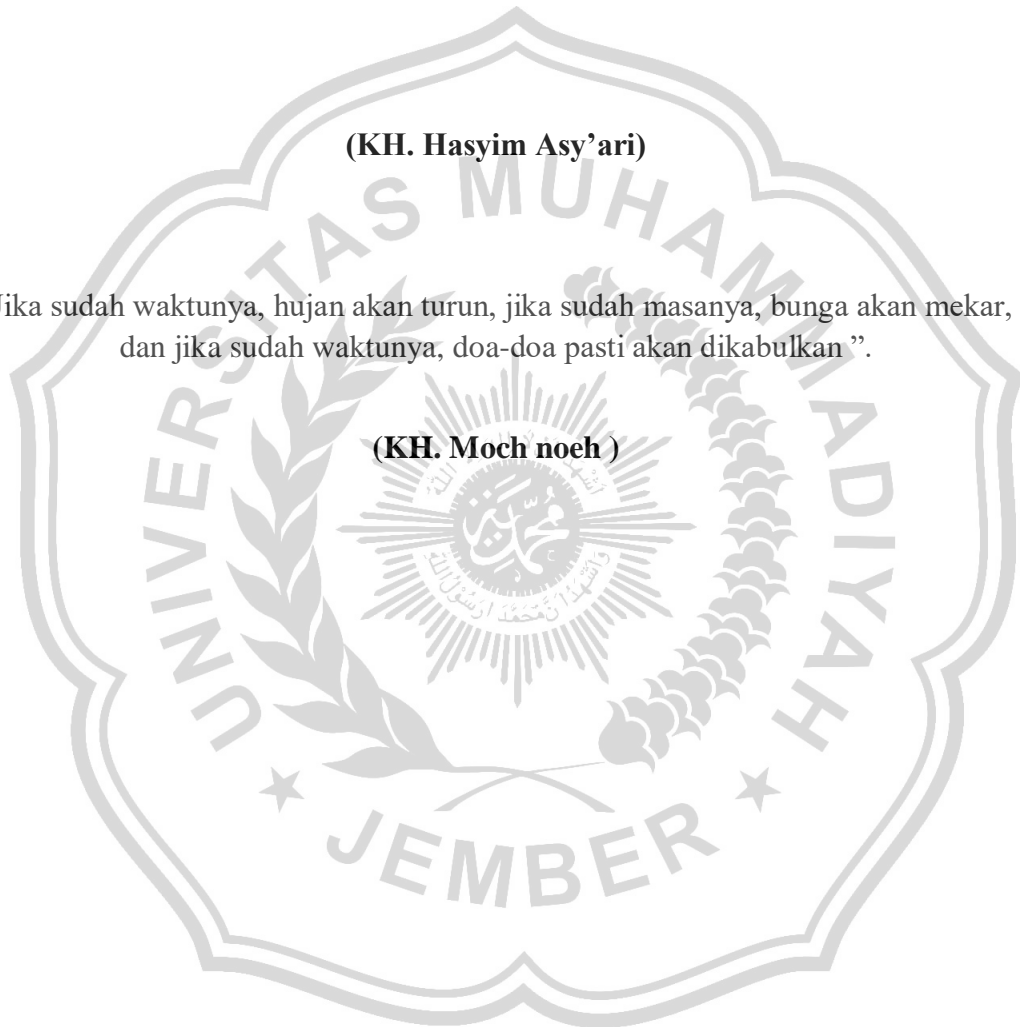 (KH. Hasyim Asy’ari)
Jika sudah waktunya, hujan akan turun, jika sudah masanya, bunga akan mekar,
dan jika sudah waktunya, doa-doa pasti akan dikabulkan ”.
(KH. Moch noeh )
UNIVERSITAS MUHAMMADIYAH
JEMBER